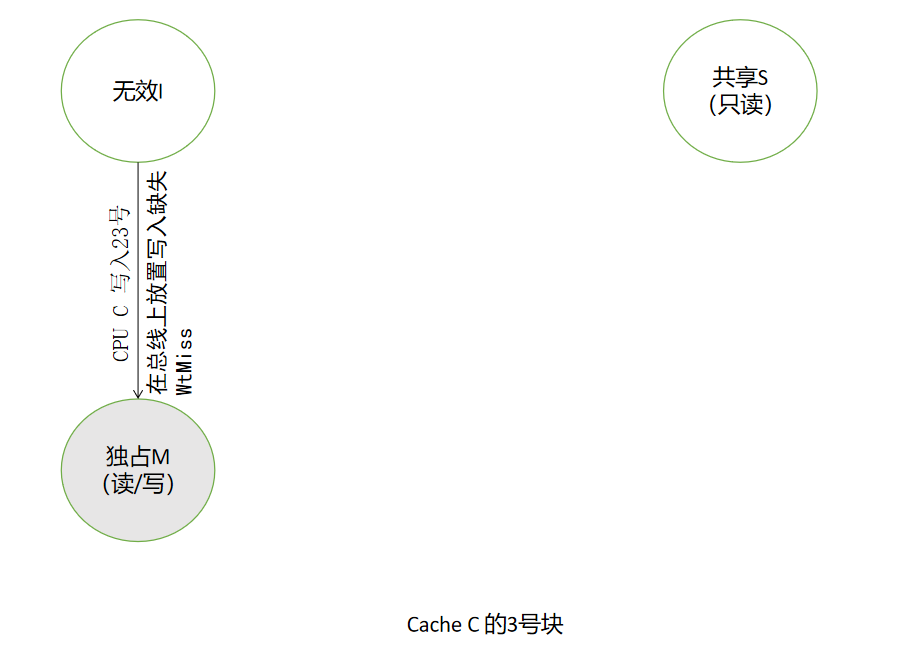 无效I
共享S
（只读）
CPU C 写入23号
在总线上放置写入缺失
WtMiss
独占M
（读/写）
Cache C 的3号块